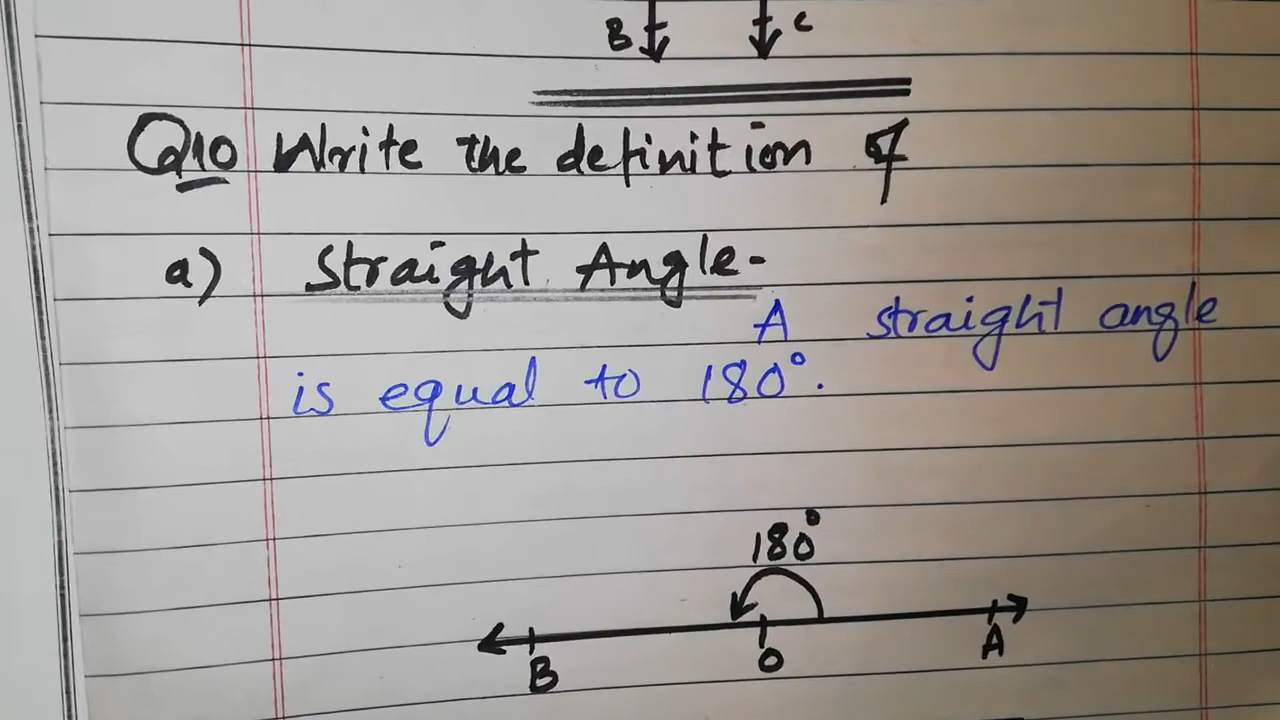 B C
Q10 Write the definition of
a) Straight Angle-
A straight angle
is equal to 180°.
180°
B O A